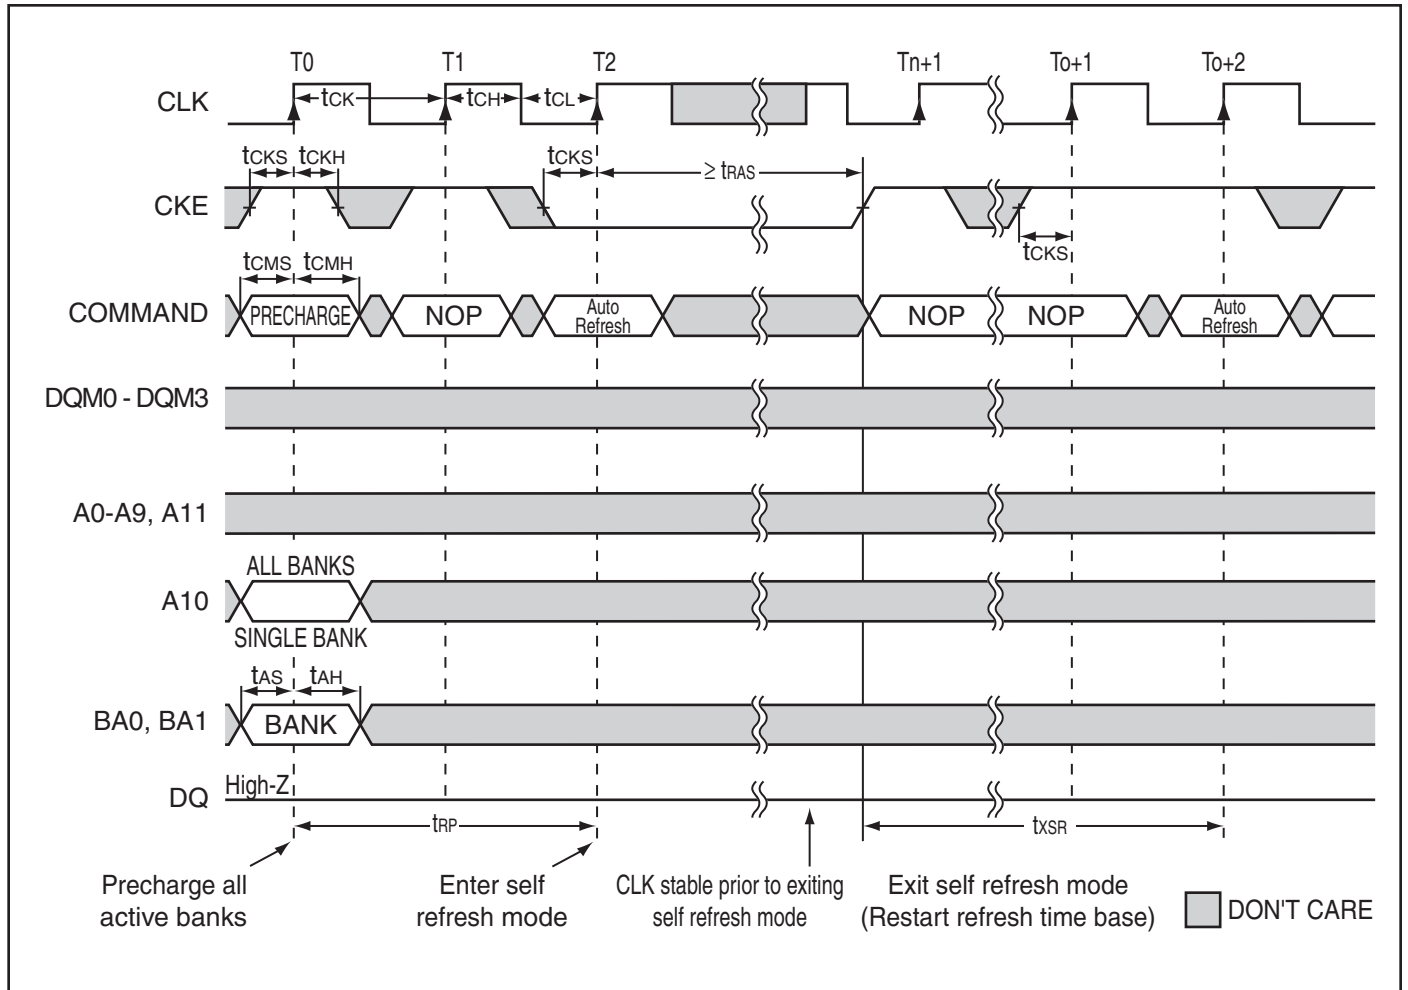 T0 T1 T2 Tn+1 To+1 To+2
CLK tCK tCH tCL
tCKS tCKH tCKS ≥ tRAS
CKE
tCKS
tCMS tCMH
COMMAND PRECHARGE NOP Auto Refresh NOP NOP Auto Refresh
DQM0 - DQM3
A0-A9, A11
ALL BANKS
A10
SINGLE BANK
tAS tAH
BA0, BA1 BANK
High-Z
DQ
tRP tXSR
Precharge all
active banks
Enter self
refresh mode
CLK stable prior to exiting
self refresh mode
Exit self refresh mode
(Restart refresh time base)
DON'T CARE